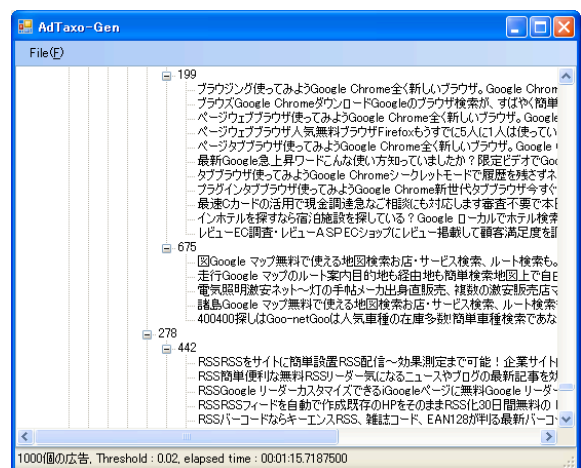 AdTaxo-Gen
File(F)
199
ブラウジング使ってみようGoogle Chrome全く新しいブラウザ。Google Chrom
ブラウズGoogle ChromeダウンロードGoogleのブラウザ検索が、すばやく簡単
ページウェブブラウザ使ってみようGoogle Chrome全く新しいブラウザ。Google
ページウェブブラウザ人気無料ブラウザFirefoxもうすでに5人に1人は使ってい
ページタブブラウザ使ってみようGoogle Chrome全く新しいブラウザ。Google
最新Google急上昇ワードこんな使い方知っていましたか？限定ビデオでGoo
タブブラウザ使ってみようGoogle Chromeシークレットモードで履歴を残さずネ
プラグインタブブラウザ使ってみようGoogle Chrome新世代タブブラウザ今すぐ
最速Cカードの活用で現金調達急なご相談にも対応します審査不要で本
インホテルを探すなら宿泊施設を探している？Google ローカルでホテル検索
レビューEC調査・レビューASPECショップにレビュー掲載して顧客満足度を
675
図Google マップ無料で使える地図検索お店・サービス検索、ルート検索も。
走行Google マップのルート案内目的地も経由地も簡単検索地図上で自
電気照明激安ネット～灯の手帖メーカ出身直販売、複数の激安販売店
諸島Google マップ無料で使える地図検索お店・サービス検索、ルート検索
400400探しはGoo-netGooは人気車種の在庫多数!簡単車種検索であな
278
442
RSSRSSをサイトに簡単設置RSS配信～効果測定まで可能！企業サイト
RSS簡単便利な無料RSSリーダー気になるニュースやブログの最新記事を
RSSGoogle リーダーカスタマイズできるiGoogleページに無料Google リーダー
RSSRSSフィードを自動で作成既存のHPをそのままRSS化30日間無料の
RSSバーコードならキーエンスRSS、雑誌コード、EAN128が判る最新バーコー
1000個の広告, Threshold : 0.02, elapsed time : 00:01:15.7187500